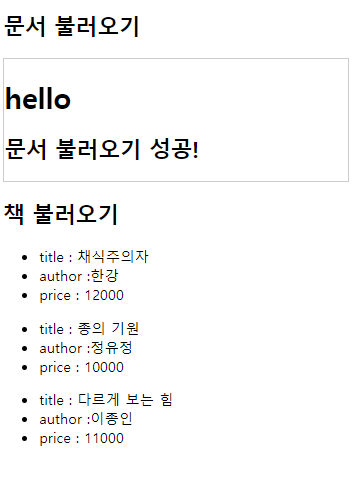 문서 불러오기
hello
문서 불러오기 성공!
책 불러오기
title : 채식주의자
author :한강
price : 12000
title : 종의 기원
author :정유정
price : 10000
title : 다르게 보는 힘
author :이종인
price : 11000